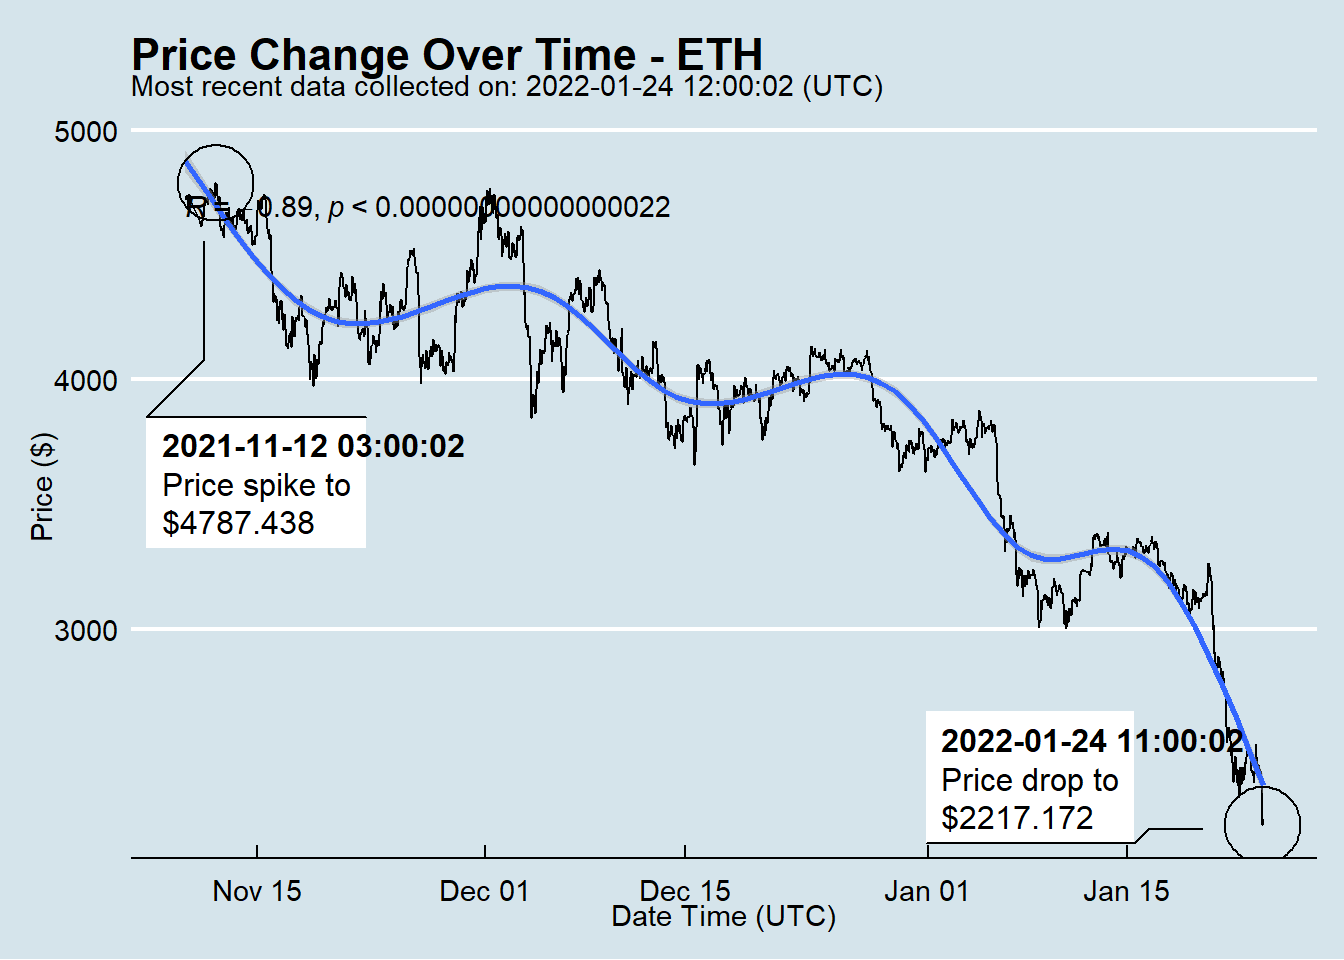 Price Change Over Time - ETH
Most recent data collected on: 2022-01-24 12:00:02 (UTC)
5000
R = -0.89, p < 0.00000000000000022
4000
2021-11-12 03:00:02
Price spike to
$4787.438
Price ($)
3000
2022-01-24 11:00:02
Price drop to
$2217.172
Nov 15
Dec 01
Dec 15
Jan 01
Jan 15
Date Time (UTC)